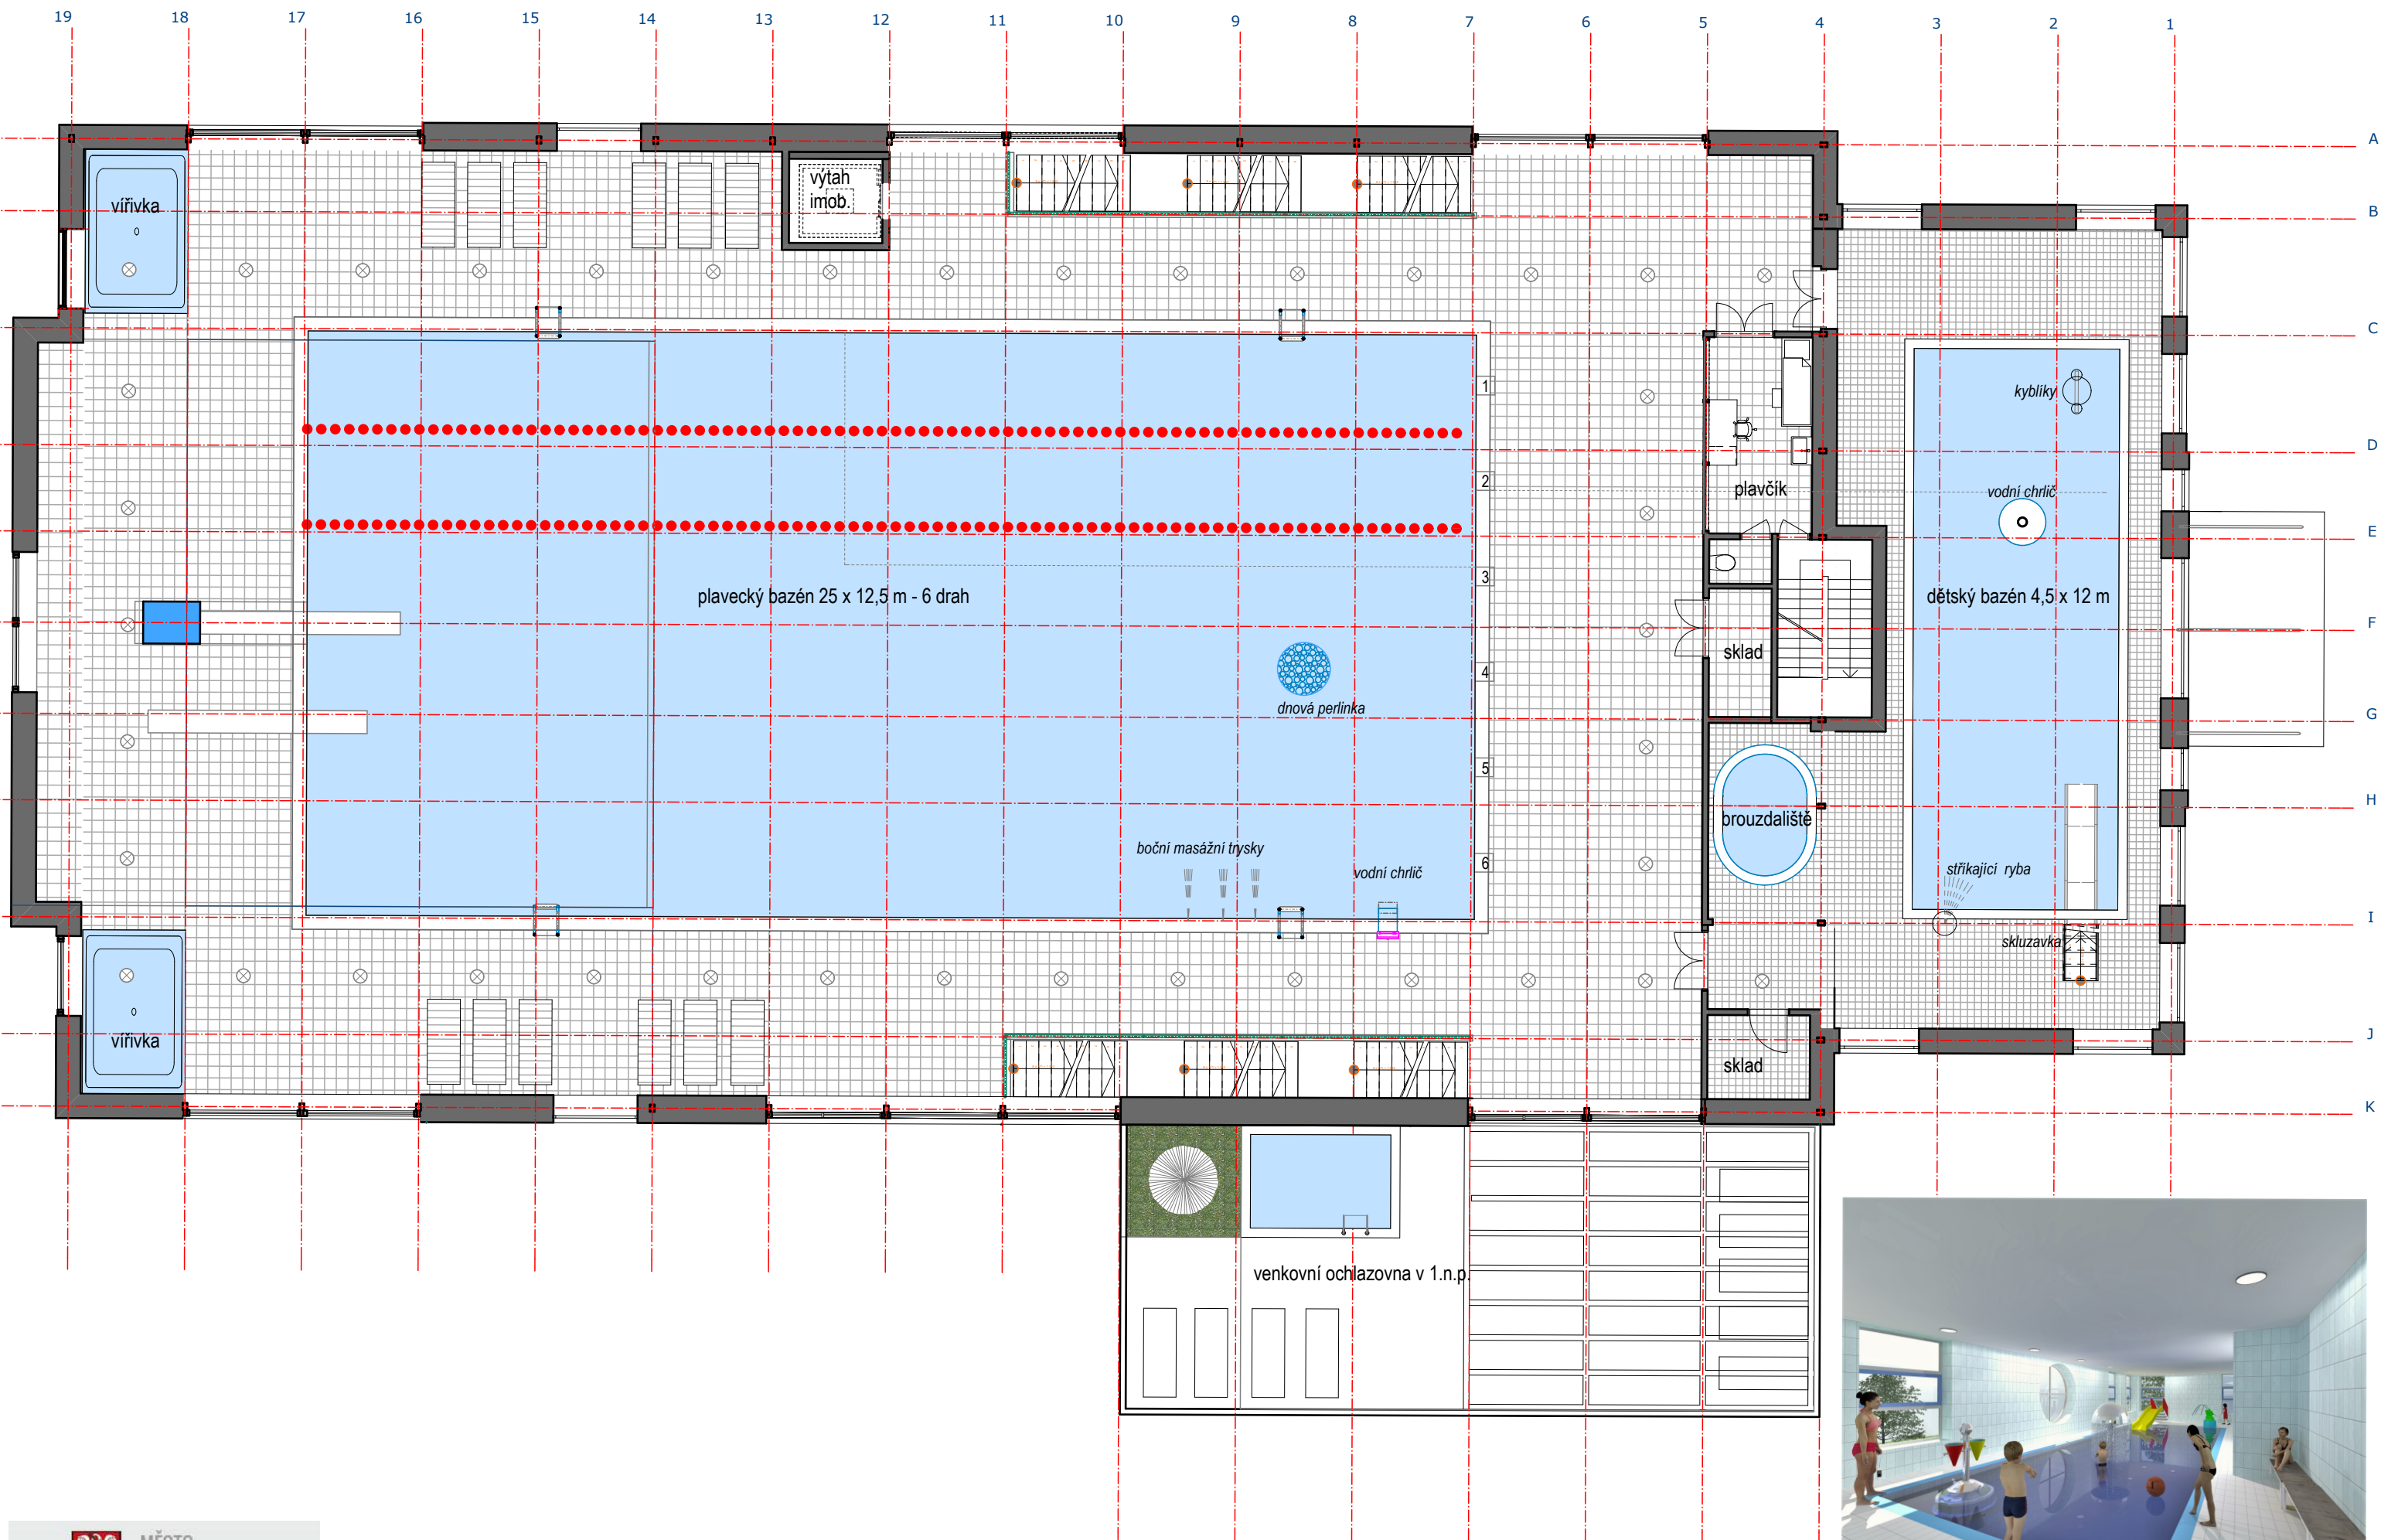 19 18 17 16 15 14 13 12 11 10 9 8 7 6 5 4 3 2 1
A
výtah
imob.
vířivka
B
C
1
kyblíky
D
2
plavčík
vodní chrlič
E
3
plavecký bazén 25 x 12,5 m - 6 drah
dětský bazén 4,5 x 12 m
F
sklad
4
dnová perlinka
G
5
H
brouzdaliště
boční masážní trysky
6
vodní chrlič
stříkající ryba
I
skluzavka
vířivka
J
sklad
K
venkovní ochlazovna v 1.n.p.
MĚSTO